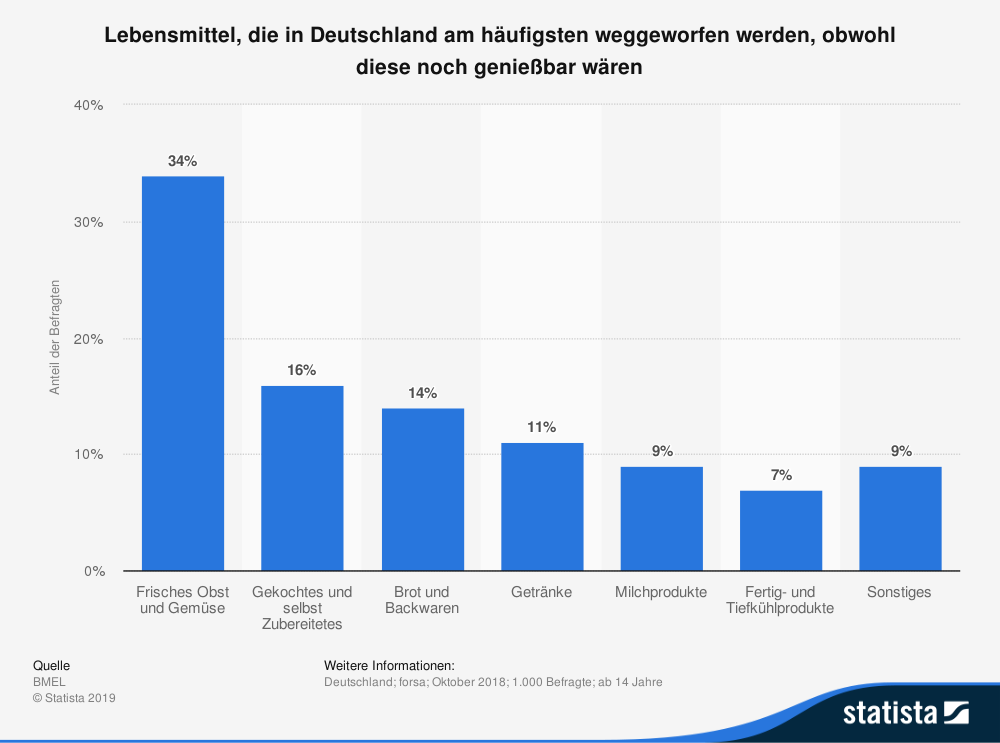 Lebensmittel, die in Deutschland am häufigsten weggeworfen werden, obwohl
diese noch genießbar wären
40%
30%
20%
10%
0%
Anteil der Befragten
34%
16%
14%
11%
9%
7%
9%
Frisches Obst
und Gemüse
Gekochtes und
selbst
Zubereitetes
Brot und
Backwaren
Getränke
Milchprodukte
Fertig- und
Tiefkühlprodukte
Sonstiges
Quelle
BMEL
© Statista 2019
Weitere Informationen:
Deutschland; forsa; Oktober 2018; 1.000 Befragte; ab 14 Jahre
statista